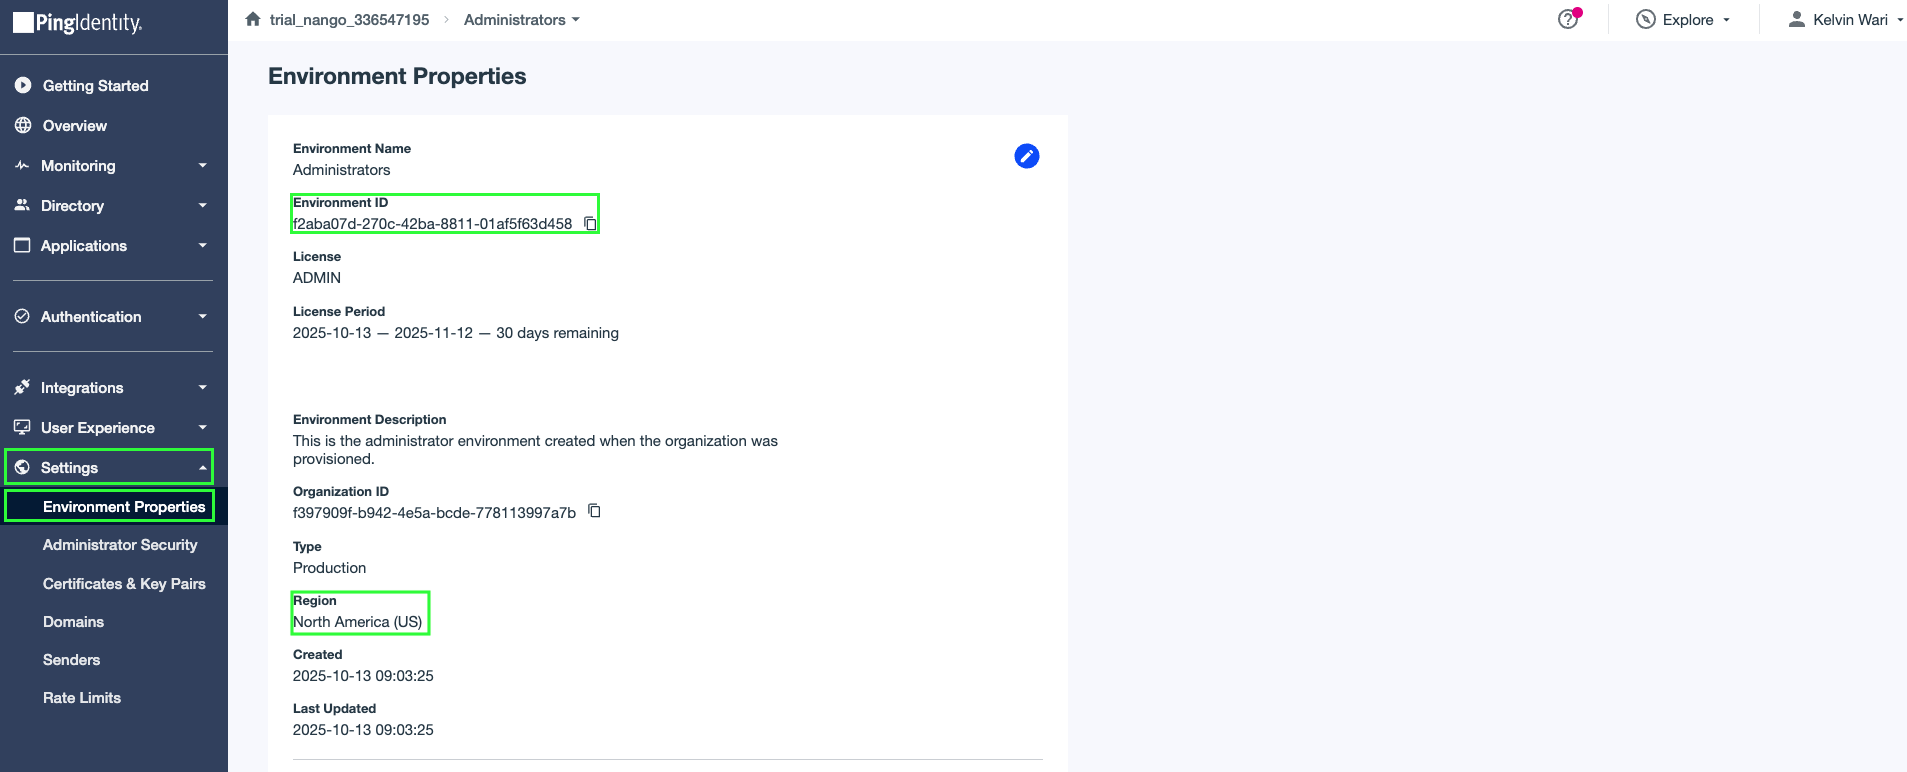 PingIdentity.
trial_nango_336547195 > Administrators
Explore
Kelvin Wari
Getting Started
Overview
Monitoring
Directory
Applications
Authentication
Integrations
User Experience
Settings
Environment Properties
Administrator Security
Certificates & Key Pairs
Domains
Senders
Rate Limits
Environment Properties
Environment Name
Administrators
Environment ID
f2aba07d-270c-42ba-8811-01af5f63d458
License
ADMIN
License Period
2025-10-13 — 2025-11-12 — 30 days remaining
Environment Description
This is the administrator environment created when the organization was
provisioned.
Organization ID
f397909f-b942-4e5a-bcde-778113997a7b
Type
Production
Region
North America (US)
Created
2025-10-13 09:03:25
Last Updated
2025-10-13 09:03:25